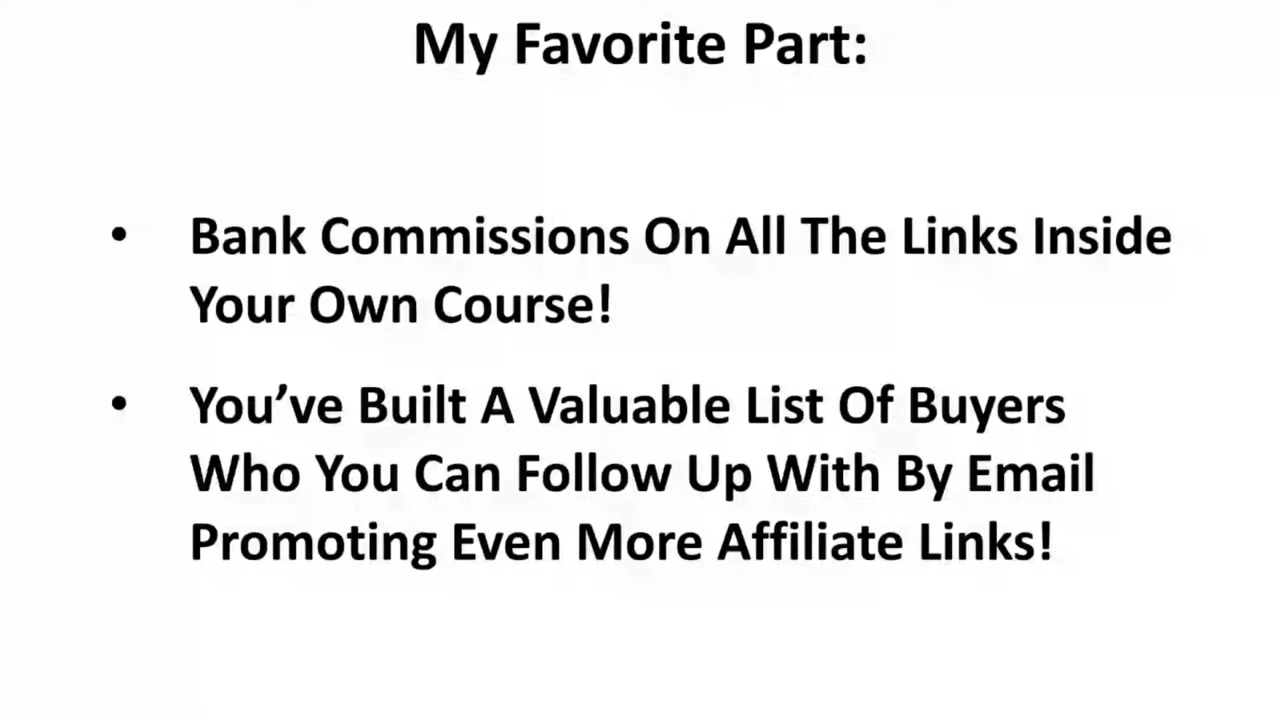 My Favorite Part:
• Bank Commissions On All The Links Inside
Your Own Course!
• You’ve Built A Valuable List Of Buyers
Who You Can Follow Up With By Email
Promoting Even More Affiliate Links!